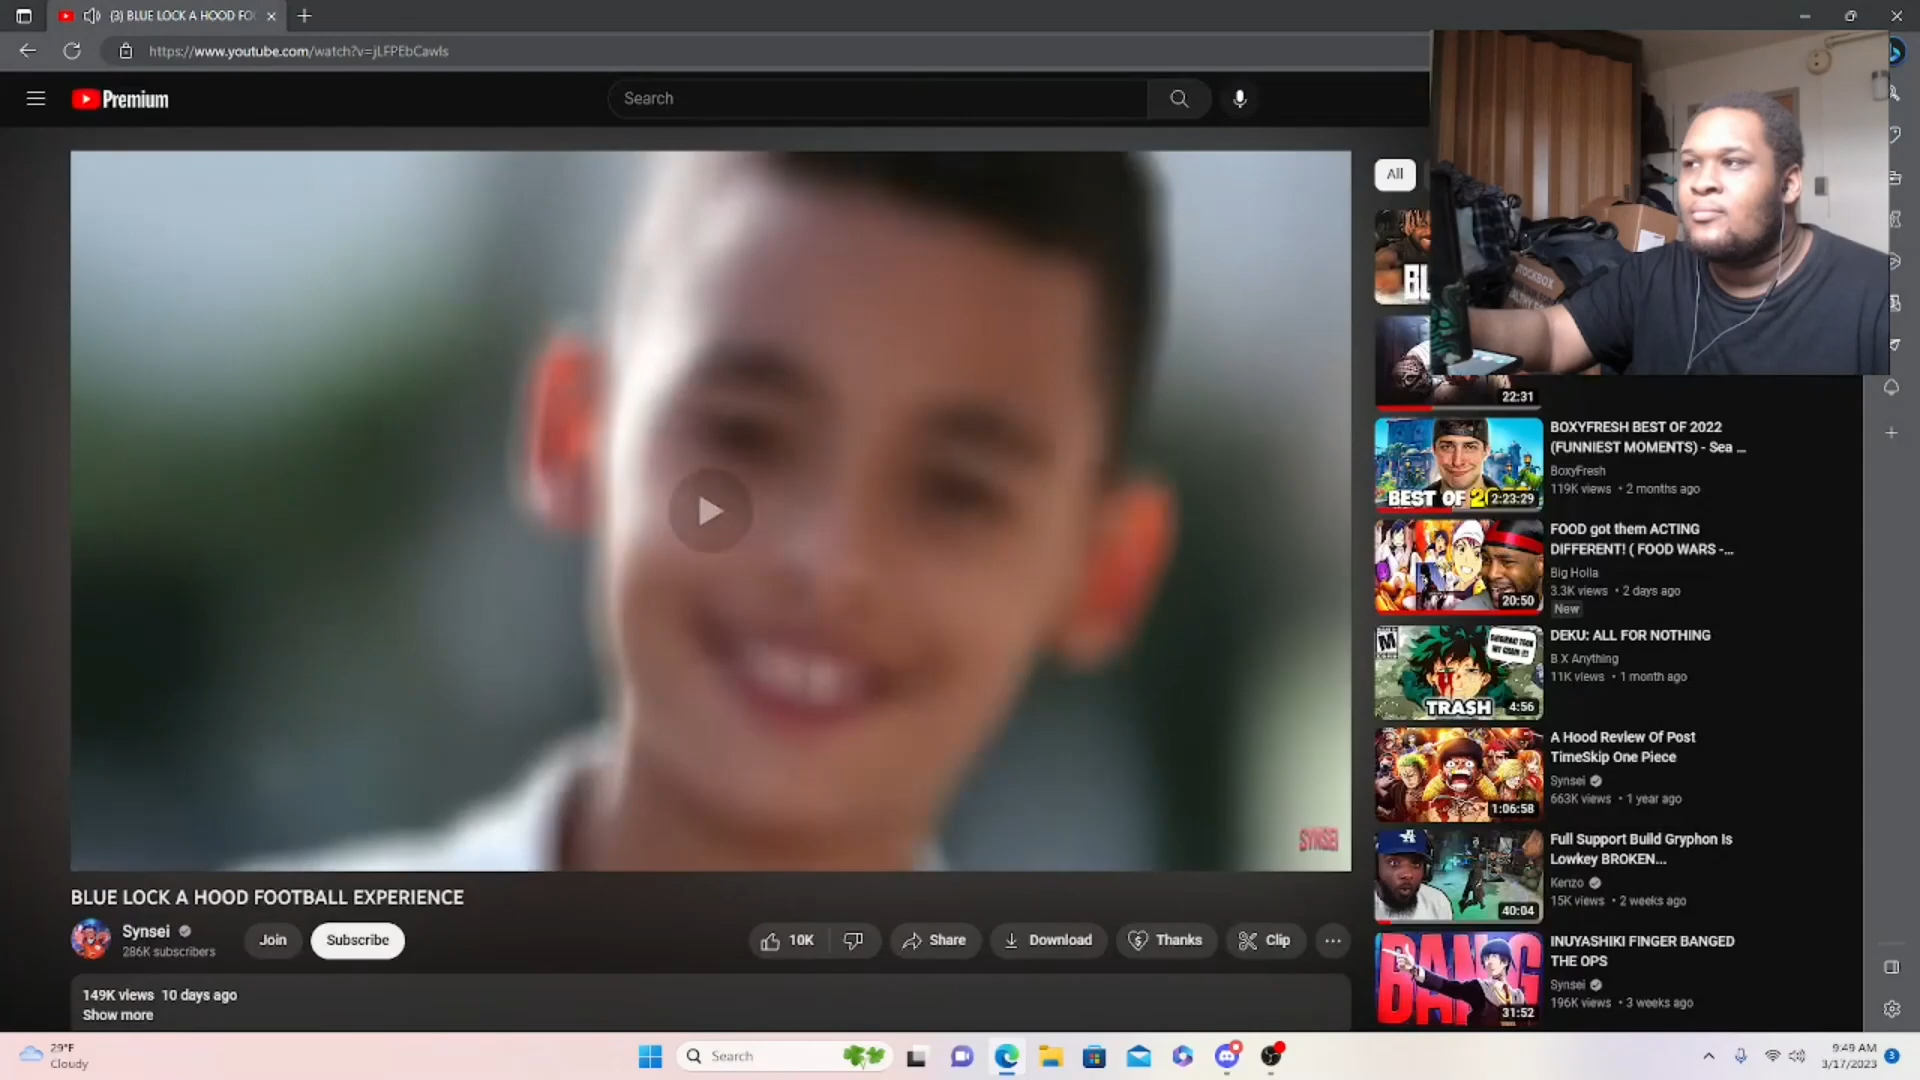 (3) BLUE LOCK A HOOD FO
https://www.youtube.com/watch?v=jLFPEbCawls
Premium
Search
All
BL
STOCKBOX
22:31
SYNSEI
BEST OF 2
2:23:29
BOXYFRESH BEST OF 2022
(FUNNIEST MOMENTS) - Sea ...
BoxyFresh
119K views • 2 months ago
20:50
FOOD got them ACTING
DIFFERENT! ( FOOD WARS -...
Big Holla
3.3K views • 2 days ago
New
M
TRASH
4:56
DEKU: ALL FOR NOTHING
B X Anything
11K views • 1 month ago
1:06:58
A Hood Review Of Post
TimeSkip One Piece
Synsei
663K views • 1 year ago
40:04
Full Support Build Gryphon Is
Lowkey BROKEN...
Kenzo
15K views • 2 weeks ago
BANG
31:52
INUYASHIKI FINGER BANGED
THE OPS
Synsei
196K views • 3 weeks ago
BLUE LOCK A HOOD FOOTBALL EXPERIENCE
Synsei
286K subscribers
Join
Subscribe
10K
Share
Download
Thanks
Clip
149K views 10 days ago
Show more
29°F
Cloudy
Search
9:49 AM
3/17/2023
3